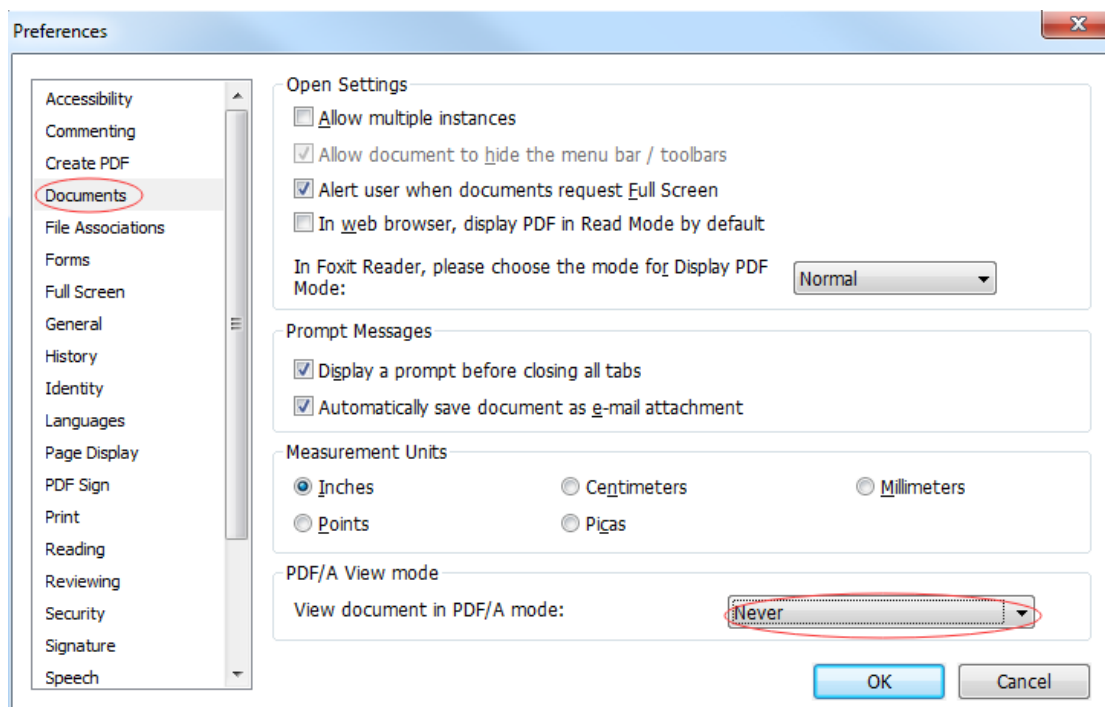 Preferences
Accessibility
Commenting
Create PDF
Documents
File Associations
Forms
Full Screen
General
History
Identity
Languages
Page Display
PDF Sign
Print
Reading
Reviewing
Security
Signature
Speech
Open Settings
Allow multiple instances
Allow document to hide the menu bar / toolbars
Alert user when documents request Full Screen
In web browser, display PDF in Read Mode by default
In Foxit Reader, please choose the mode for Display PDF
Mode:
Normal
Prompt Messages
Display a prompt before closing all tabs
Automatically save document as e-mail attachment
Measurement Units
Inches
Centimeters
Millimeters
Points
Picas
PDF/A View mode
View document in PDF/A mode:
Never
OK
Cancel